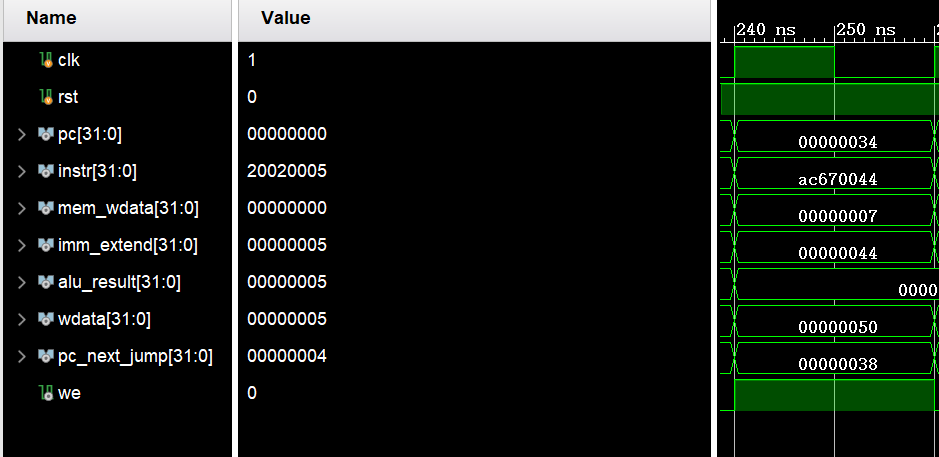 Name Value
240 ns 250 ns
clk 1
rst 0
pc[31:0] 00000000 00000034
instr[31:0] 20020005 ac670044
mem_wdata[31:0] 00000000 00000007
imm_extend[31:0] 00000005 00000044
alu_result[31:0] 00000005 0000
wdata[31:0] 00000005 00000050
pc_next_jump[31:0] 00000004 00000038
we 0